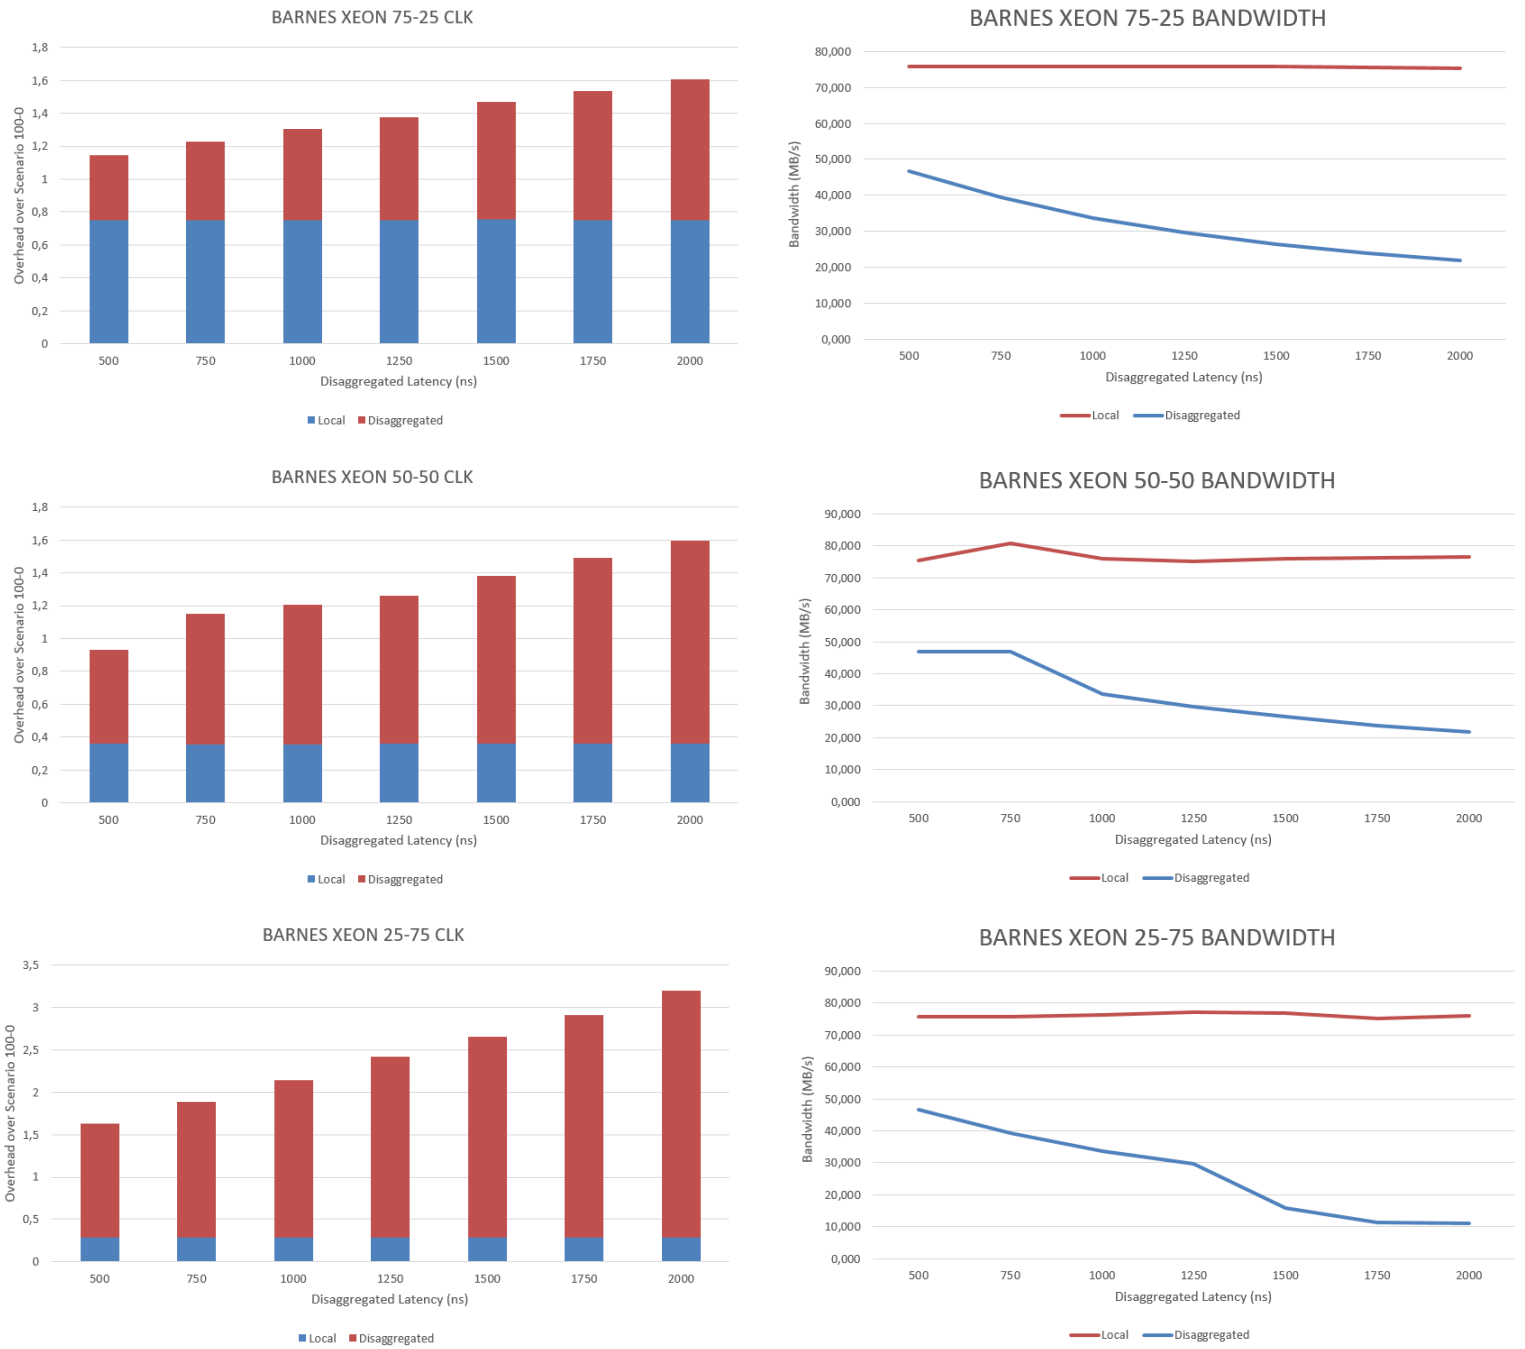 BARNES XEON 75-25 CLK
Overhead over Scenario 100-0
1,8
1,6
1,4
1,2
1
0,8
0,6
0,4
0,2
0
500 750 1000 1250 1500 1750 2000
Disaggregated Latency (ns)
Local Disaggregated
BARNES XEON 75-25 BANDWIDTH
Bandwidth (MB/s)
80,000
70,000
60,000
50,000
40,000
30,000
20,000
10,000
0,000
500 750 1000 1250 1500 1750 2000
Disaggregated Latency (ns)
Local Disaggregated
BARNES XEON 50-50 CLK
Overhead over Scenario 100-0
1,8
1,6
1,4
1,2
1
0,8
0,6
0,4
0,2
0
500 750 1000 1250 1500 1750 2000
Disaggregated Latency (ns)
Local Disaggregated
BARNES XEON 50-50 BANDWIDTH
Bandwidth (MB/s)
90,000
80,000
70,000
60,000
50,000
40,000
30,000
20,000
10,000
0,000
500 750 1000 1250 1500 1750 2000
Disaggregated Latency (ns)
Local Disaggregated
BARNES XEON 25-75 CLK
Overhead over Scenario 100-0
3,5
3
2,5
2
1,5
1
0,5
0
500 750 1000 1250 1500 1750 2000
Disaggregated Latency (ns)
Local Disaggregated
BARNES XEON 25-75 BANDWIDTH
Bandwidth (MB/s)
90,000
80,000
70,000
60,000
50,000
40,000
30,000
20,000
10,000
0,000
500 750 1000 1250 1500 1750 2000
Disaggregated Latency (ns)
Local Disaggregated